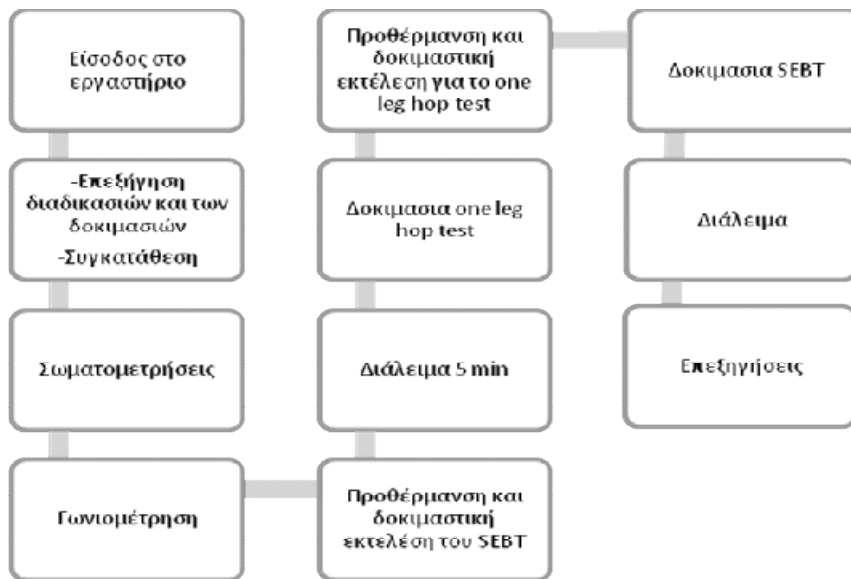 Είσοδος στο
εργαστήριο
-Επεξήγηση
διαδικασιών και των
δοκιμασιών
-Συγκατάθεση
Σωματομετρήσεις
Γωνιομέτρηση
Προθέρμανση και
δοκιμαστική
εκτέλεση για το one
leg hop test
Δοκιμασια one leg
hop test
Διάλειμα 5 min
Προθέρμανση και
δοκιμαστική
εκτελέση του SEBT
Δοκιμασια SEBT
Διάλειμα
Επεξηγήσεις